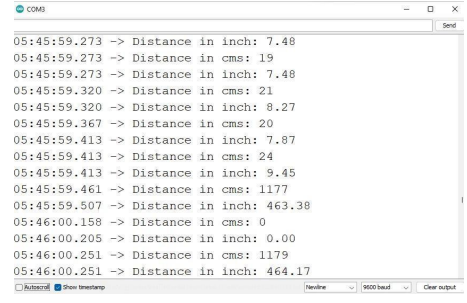 COM3
Send
05:45:59.273 -> Distance in inch: 7.48
05:45:59.273 -> Distance in cms: 19
05:45:59.273 -> Distance in inch: 7.48
05:45:59.320 -> Distance in cms: 21
05:45:59.320 -> Distance in inch: 8.27
05:45:59.367 -> Distance in cms: 20
05:45:59.413 -> Distance in inch: 7.87
05:45:59.413 -> Distance in cms: 24
05:45:59.413 -> Distance in inch: 9.45
05:45:59.461 -> Distance in cms: 1177
05:45:59.507 -> Distance in inch: 463.38
05:46:00.158 -> Distance in cms: 0
05:46:00.205 -> Distance in inch: 0.00
05:46:00.251 -> Distance in cms: 1179
05:46:00.251 -> Distance in inch: 464.17
Autoscroll Show timestamp Newline 9600 baud Clear output